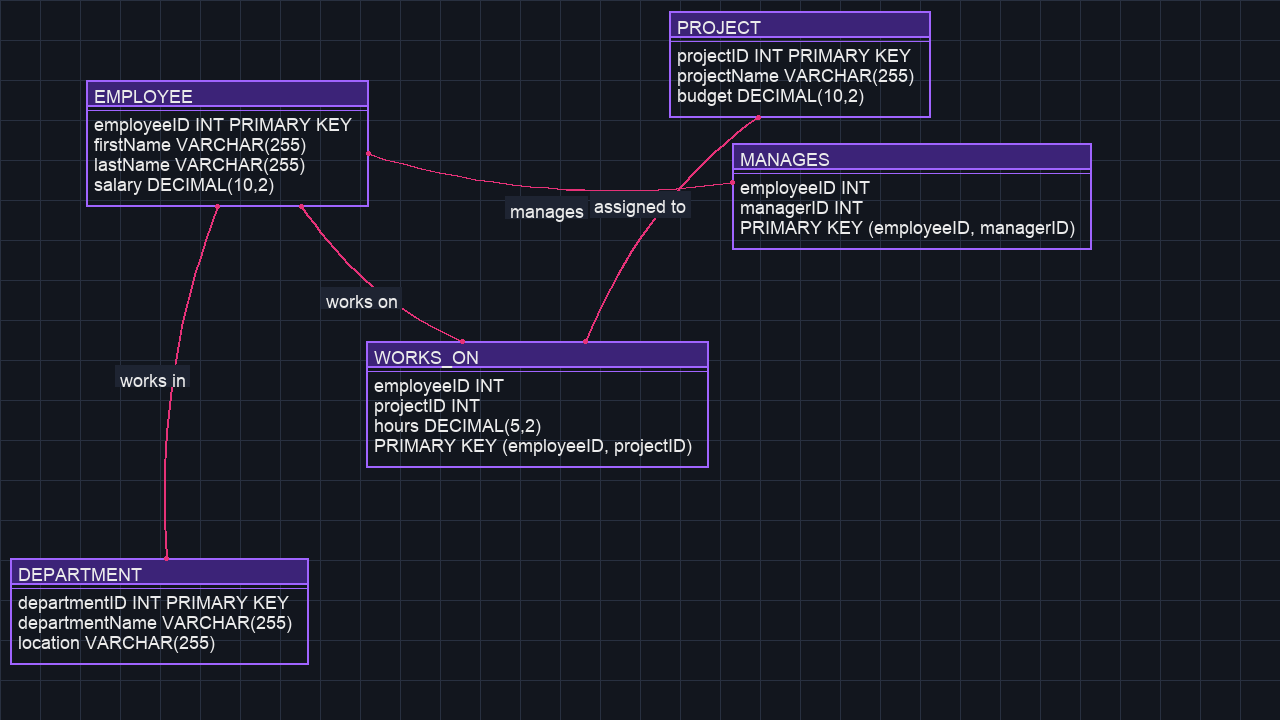 PROJECT
projectID INT PRIMARY KEY
projectName VARCHAR(255)
budget DECIMAL(10,2)
EMPLOYEE
employeeID INT PRIMARY KEY
firstName VARCHAR(255)
lastName VARCHAR(255)
salary DECIMAL(10,2)
MANAGES
employeeID INT
managerID INT
PRIMARY KEY (employeeID, managerID)
manages
assigned to
works on
WORKS_ON
employeeID INT
projectID INT
hours DECIMAL(5,2)
PRIMARY KEY (employeeID, projectID)
works in
DEPARTMENT
departmentID INT PRIMARY KEY
departmentName VARCHAR(255)
location VARCHAR(255)